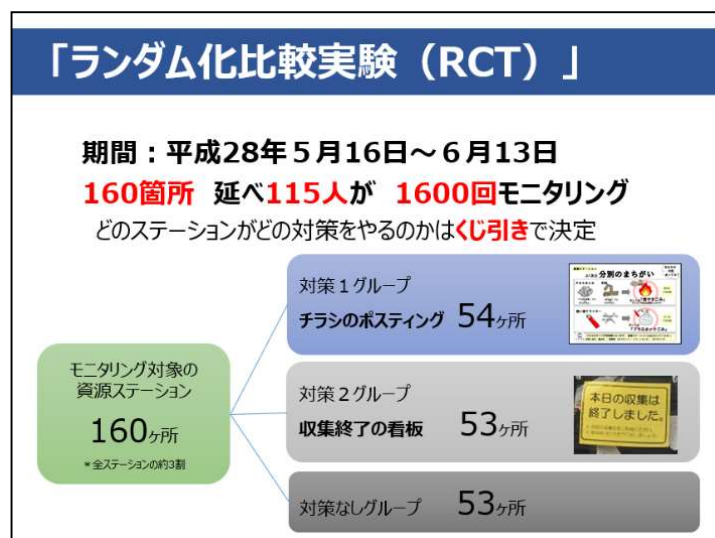 「ランダム化比較実験（RCT）」
期間：平成28年５月16日～６月13日
160箇所 延べ115人が 1600回モニタリング
どのステーションがどの対策をやるのかはくじ引きで決定
モニタリング対象の
資源ステーション
160ヶ所
*全ステーションの約3割
対策１グループ
チラシのポスティング 54ヶ所
分別のまちがい
対策２グループ
収集終了の看板 53ヶ所
本日の収集は
終了しました。
対策なしグループ 53ヶ所